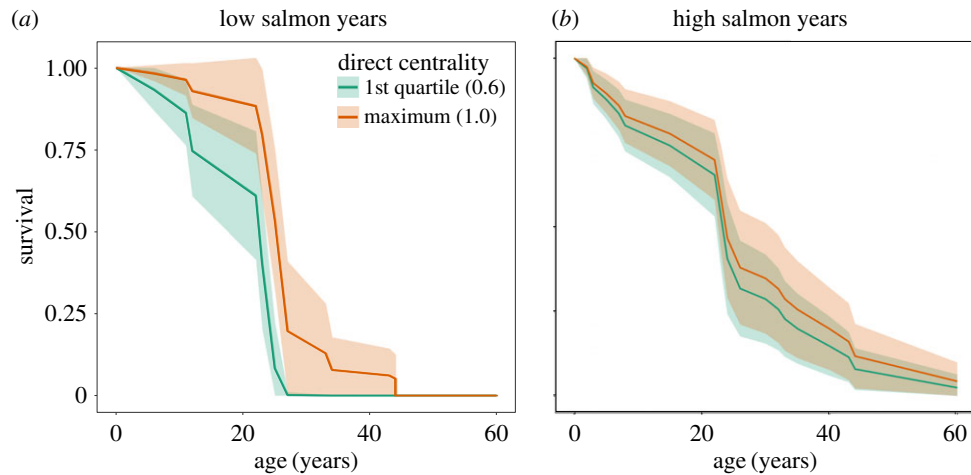 (a) low salmon years
(b) high salmon years
direct centrality
1st quartile (0.6)
maximum (1.0)
1.00
0.75
0.50
0.25
0
survival
0 20 40 60
age (years)
0 20 40 60
age (years)